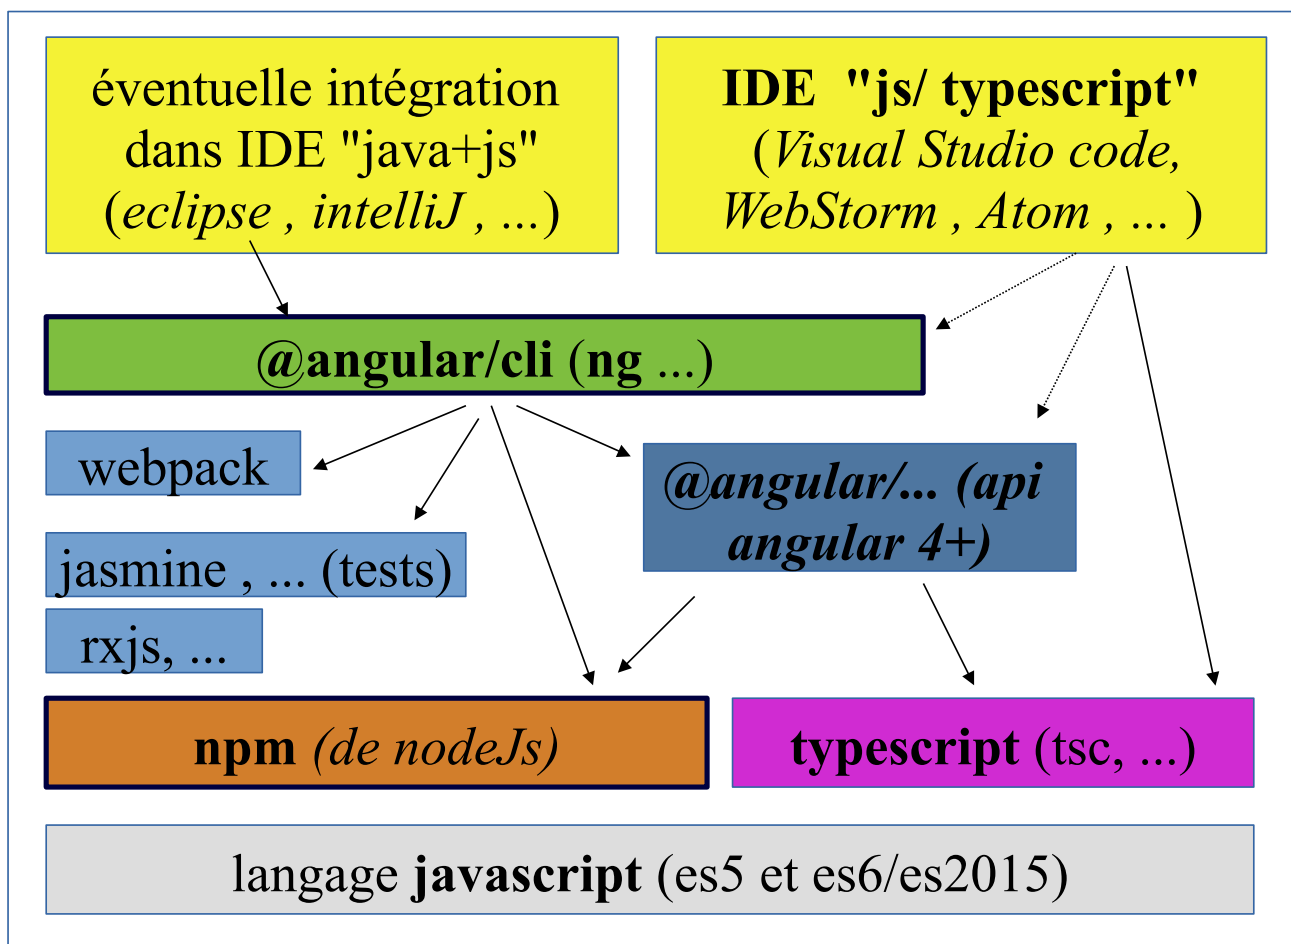 éventuelle intégration
dans IDE "java+js"
(eclipse , intelliJ , ...)
IDE "js/ typescript"
(Visual Studio code,
WebStorm , Atom , ... )
@angular/cli (ng ...)
webpack
@angular/... (api
angular 4+)
jasmine , ... (tests)
rxjs, ...
npm (de nodeJs)
typescript (tsc, ...)
langage javascript (es5 et es6/es2015)